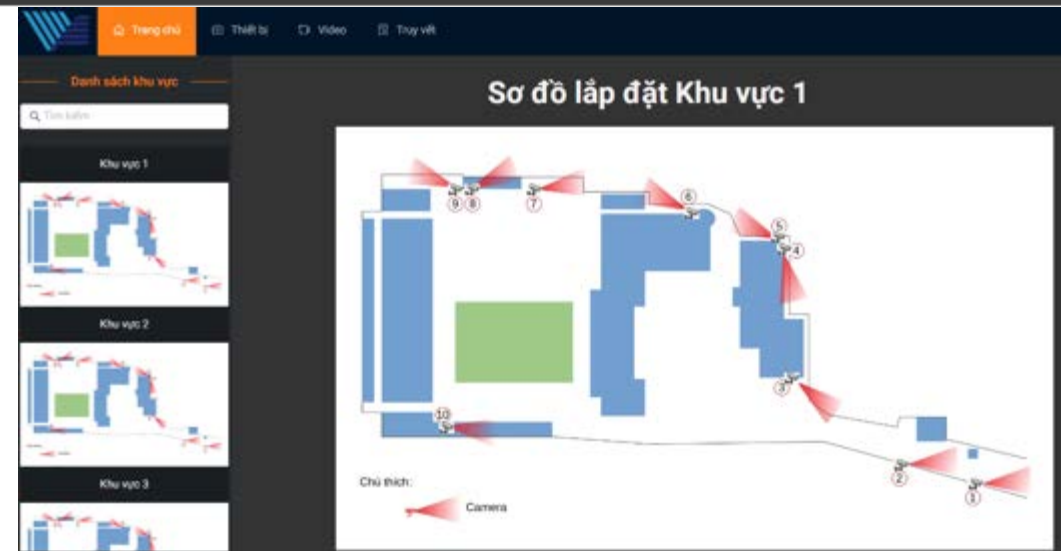 Trang chủ
Thiết bị
Video
Truy vết
Danh sách khu vực
Tìm kiếm
Khu vực 1
Khu vực 2
Khu vực 3
Sơ đồ lắp đặt Khu vực 1
9
8
7
6
5
4
3
10
2
1
Chú thích:
Camera